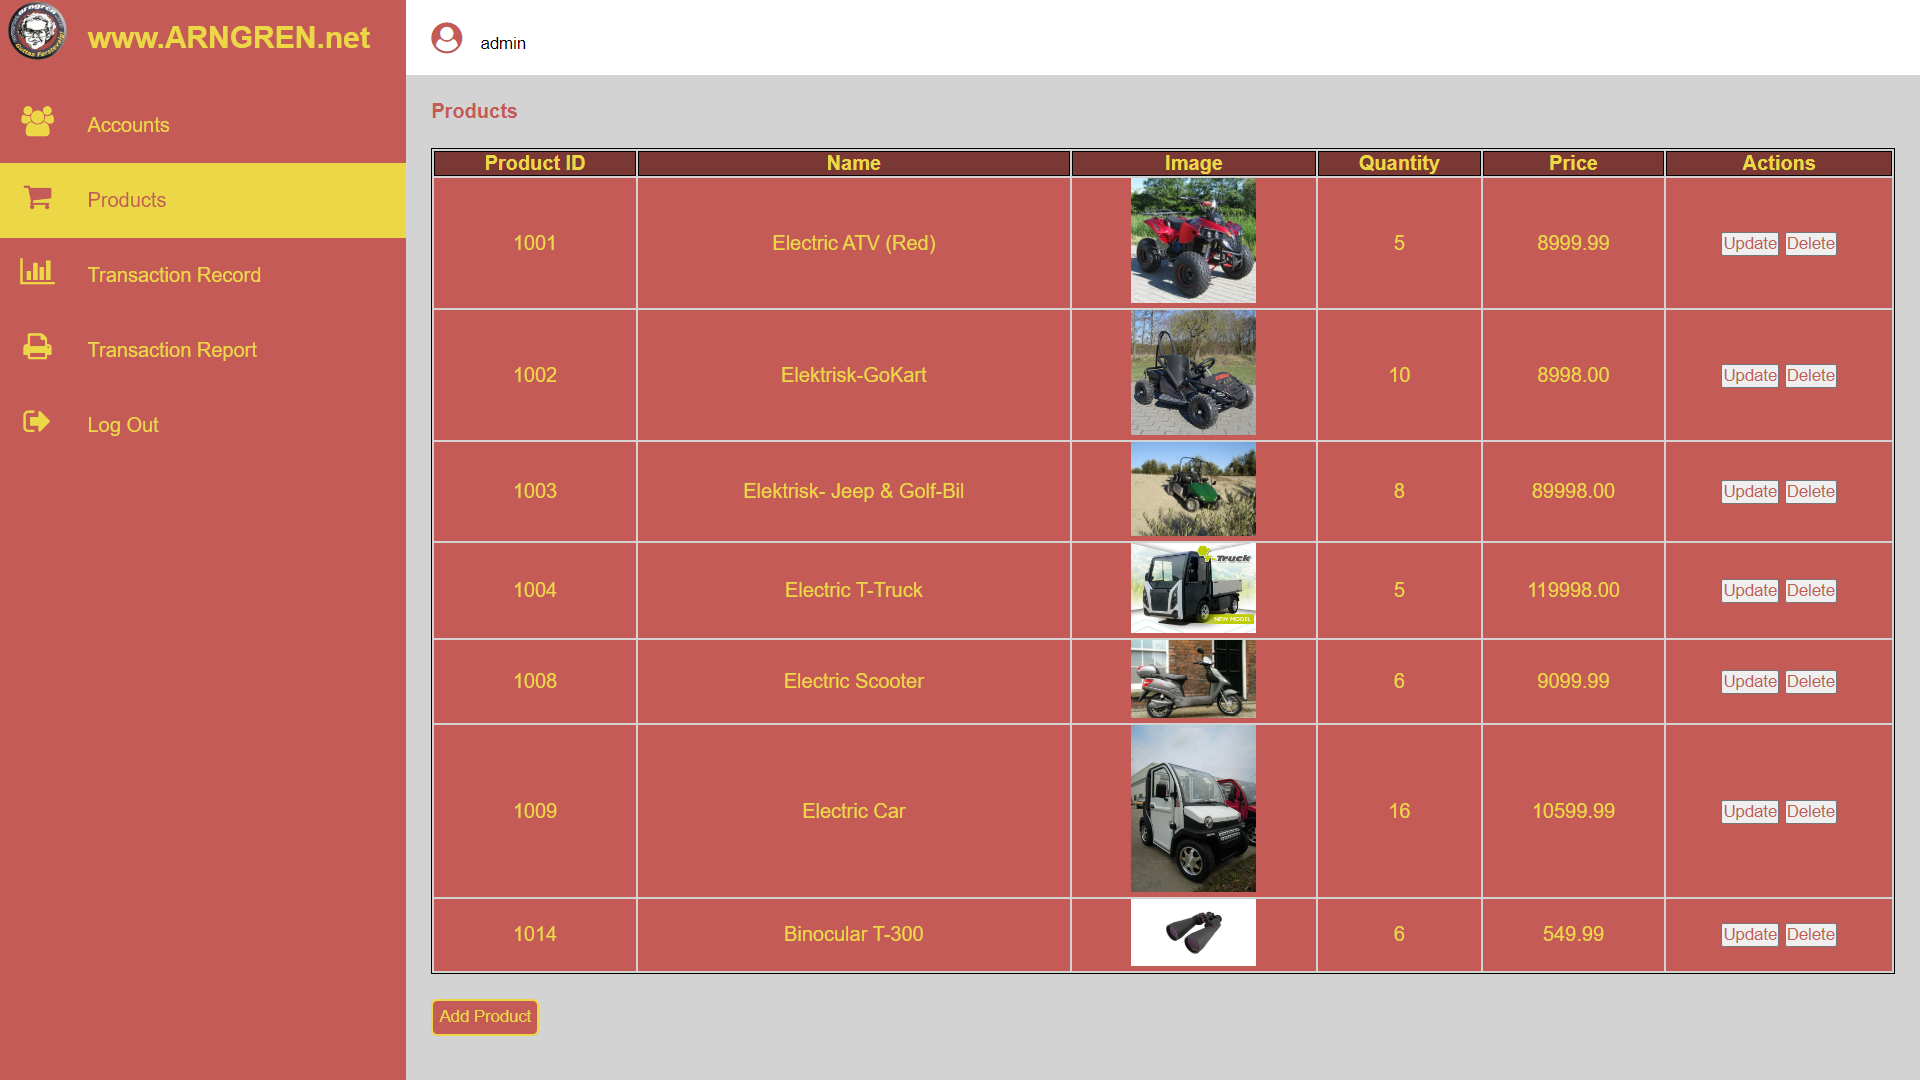 www.ARNGREN.net
admin
Accounts
Products
Transaction Record
Transaction Report
Log Out
Products
Product ID Name Image Quantity Price Actions
1001 Electric ATV (Red) 5 8999.99 Update Delete
1002 Elektrisk-GoKart 10 8998.00 Update Delete
1003 Elektrisk- Jeep & Golf-Bil 8 89998.00 Update Delete
1004 Electric T-Truck Truck NEW MODEL 5 119998.00 Update Delete
1008 Electric Scooter 6 9099.99 Update Delete
1009 Electric Car 16 10599.99 Update Delete
1014 Binocular T-300 6 549.99 Update Delete
Add Product